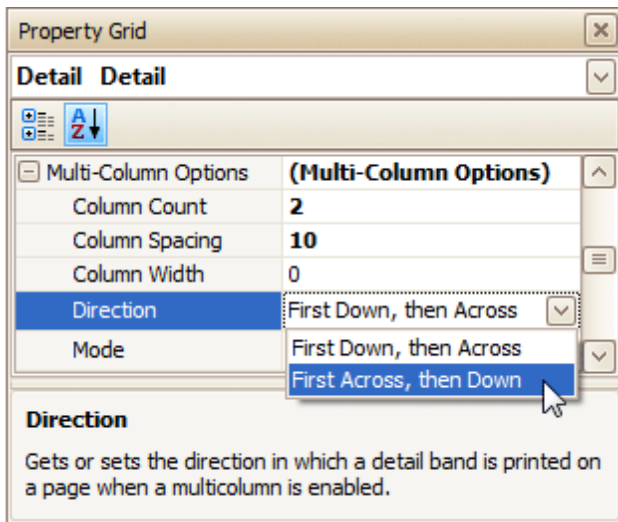 Property Grid
Detail Detail
A
Z
Multi-Column Options (Multi-Column Options)
Column Count 2
Column Spacing 10
Column Width 0
Direction First Down, then Across
Mode First Down, then Across
First Across, then Down
Direction
Gets or sets the direction in which a detail band is printed on
a page when a multicolumn is enabled.